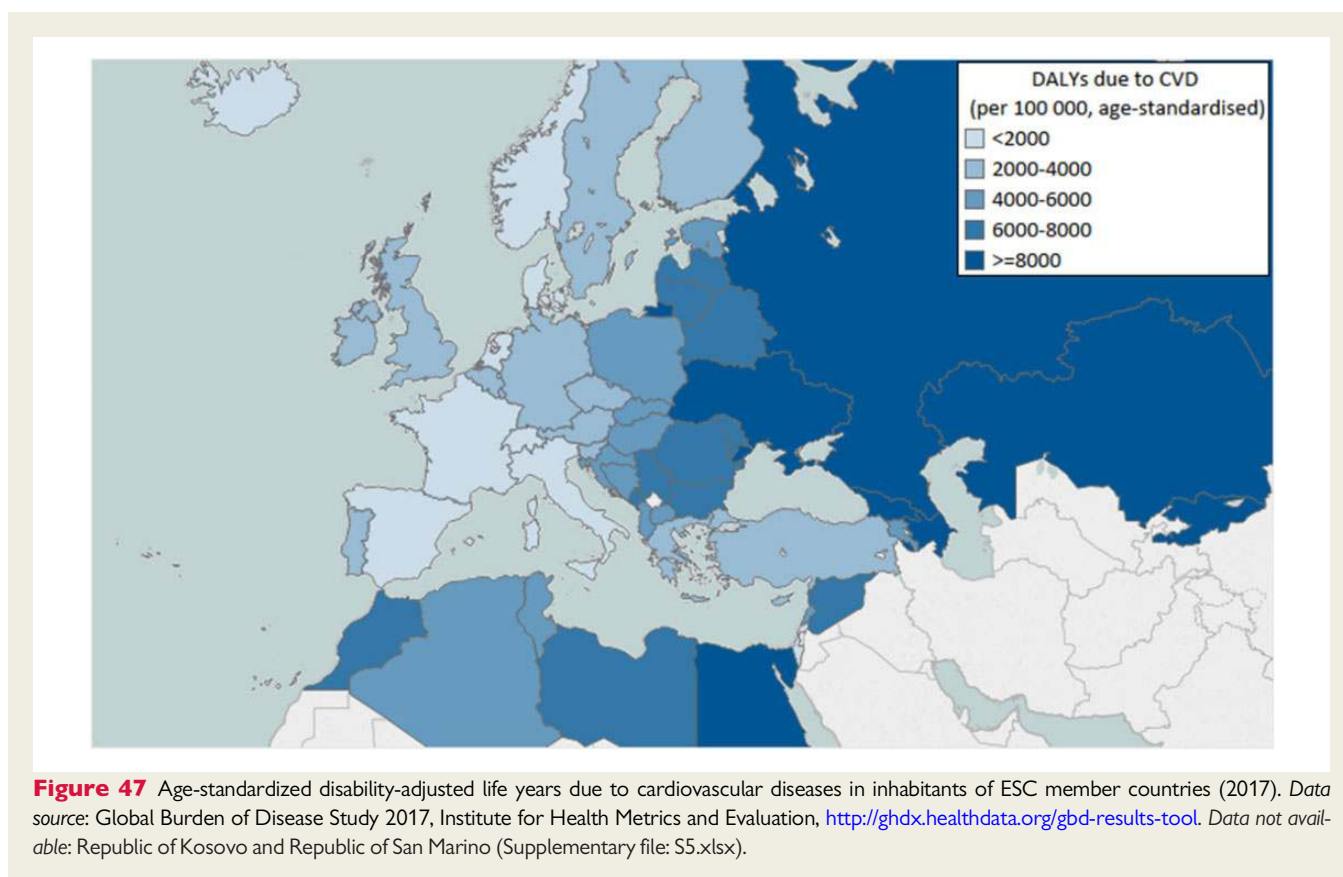 DALYs due to CVD
(per 100 000, age-standardised)
<2000
2000-4000
4000-6000
6000-8000
>=8000
Figure 47 Age-standardized disability-adjusted life years due to cardiovascular diseases in inhabitants of ESC member countries (2017). Data
source: Global Burden of Disease Study 2017, Institute for Health Metrics and Evaluation, http://ghdx.healthdata.org/gbd-results-tool. Data not avail-
able: Republic of Kosovo and Republic of San Marino (Supplementary file: S5.xlsx).